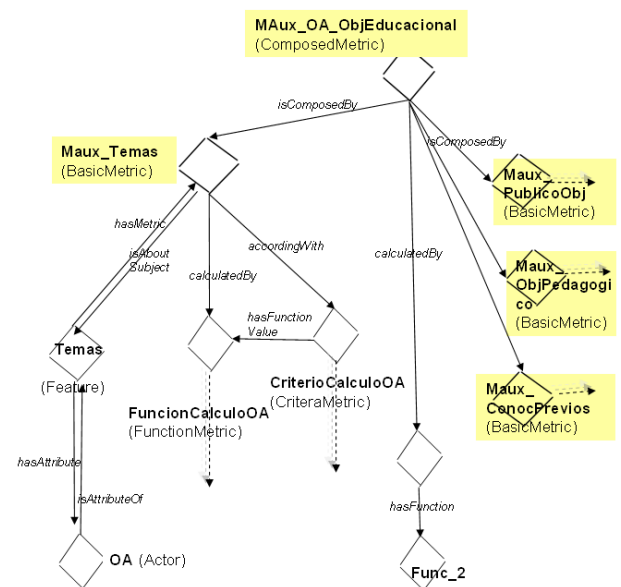 MAux_OA_ObjEducacional
(ComposedMetric)
isComposedBy
isComposedBy
Maux_Temas
(BasicMetric)
Maux_
PublicoObj
(BasicMetric)
hasMetric
isAbout
Subject
accordingWith
calculatedBy
calculatedBy
Maux_
ObjPedagogi
co
(BasicMetric)
hasFunction
Value
Temas
(Feature)
CriterioCalculoOA
(CriteraMetric)
FuncionCalculoOA
(FunctionMetric)
Maux_
ConocPrevios
(BasicMetric)
hasAttribute
isAttributeOf
hasFunction
OA (Actor)
Func_2